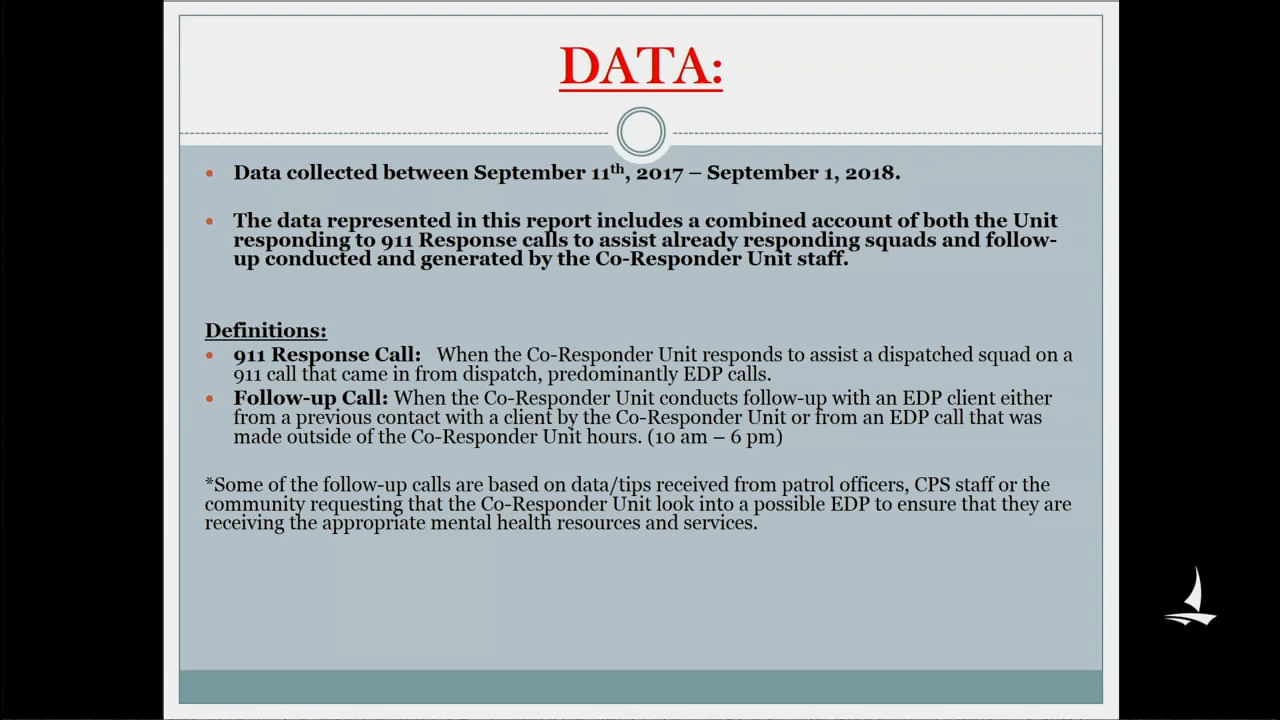 DATA:
Data collected between September 11th, 2017 – September 1, 2018.
The data represented in this report includes a combined account of both the Unit
responding to 911 Response calls to assist already responding squads and follow-
up conducted and generated by the Co-Responder Unit staff.
Definitions:
911 Response Call: When the Co-Responder Unit responds to assist a dispatched squad on a
911 call that came in from dispatch, predominantly EDP calls.
Follow-up Call: When the Co-Responder Unit conducts follow-up with an EDP client either
from a previous contact with a client by the Co-Responder Unit or from an EDP call that was
made outside of the Co-Responder Unit hours. (10 am – 6 pm)
*Some of the follow-up calls are based on data/tips received from patrol officers, CPS staff or the
community requesting that the Co-Responder Unit look into a possible EDP to ensure that they are
receiving the appropriate mental health resources and services.